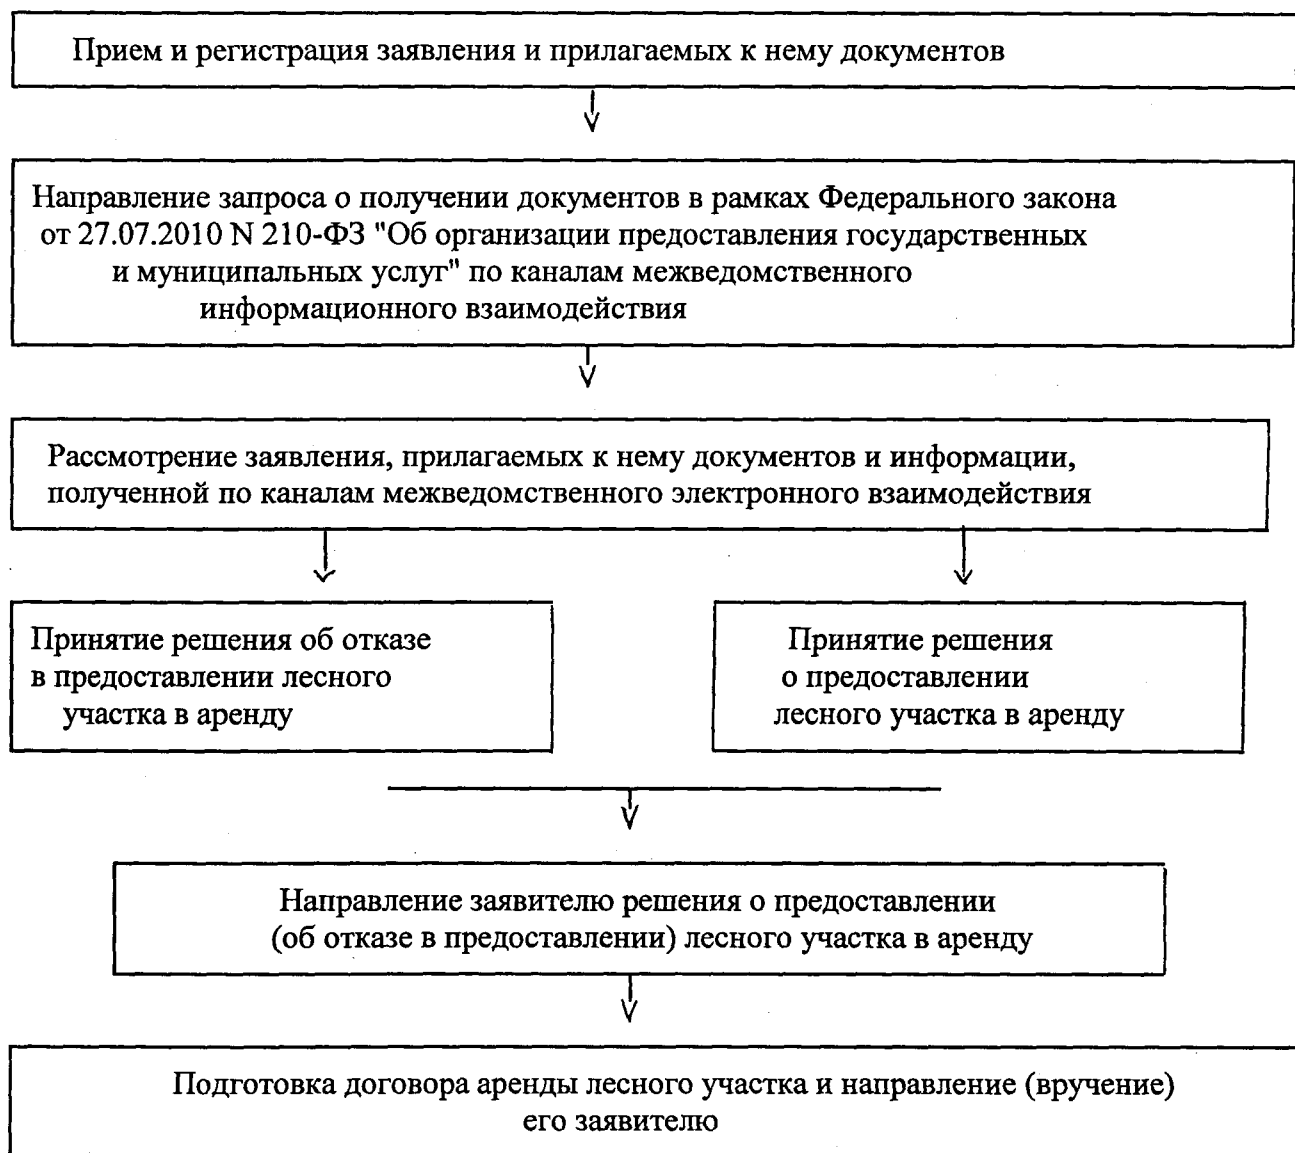 Прием и регистрация заявления и прилагаемых к нему документов
Направление запроса о получении документов в рамках Федерального закона
от 27.07.2010 N 210-ФЗ "Об организации предоставления государственных
и муниципальных услуг" по каналам межведомственного
информационного взаимодействия
Рассмотрение заявления, прилагаемых к нему документов и информации,
полученной по каналам межведомственного электронного взаимодействия
Принятие решения об отказе
в предоставлении лесного
участка в аренду
Принятие решения
о предоставлении
лесного участка в аренду
Направление заявителю решения о предоставлении
(об отказе в предоставлении) лесного участка в аренду
Подготовка договора аренды лесного участка и направление (вручение)
его заявителю